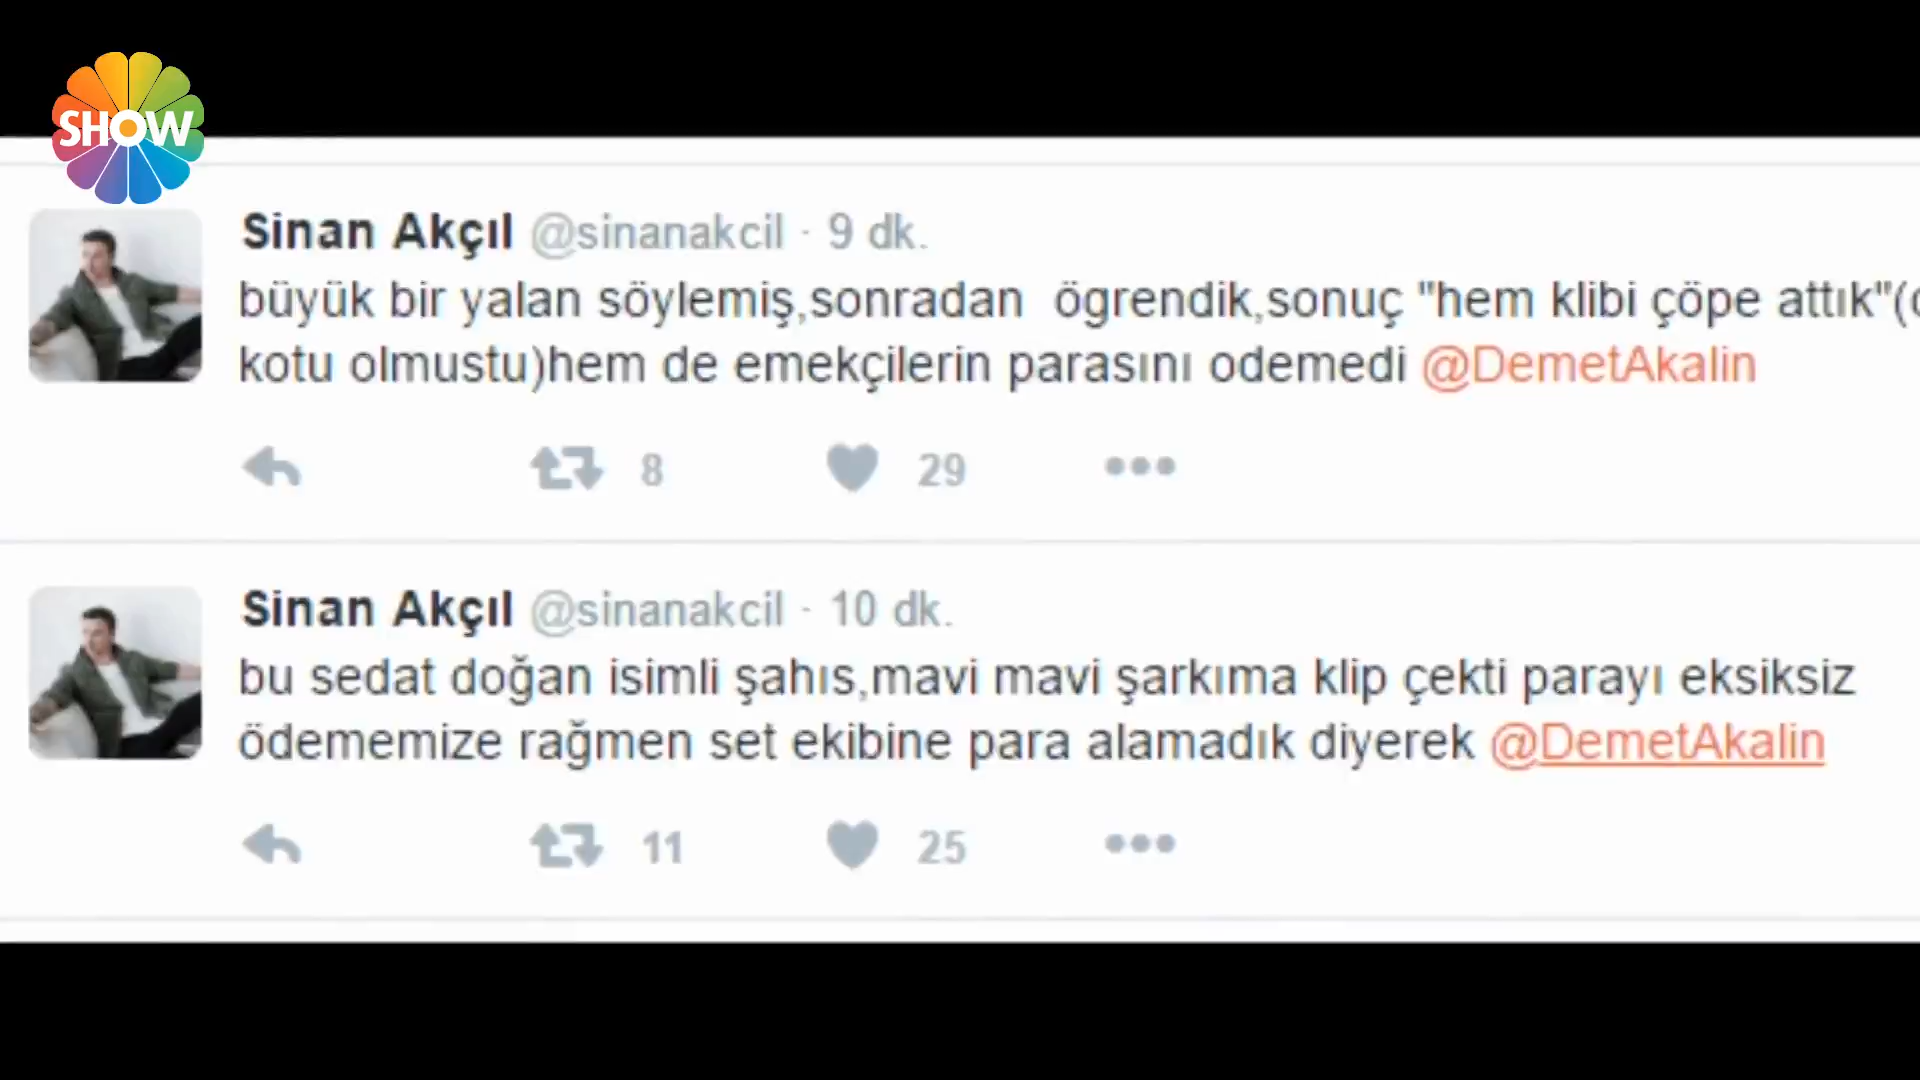 SHOW
Sinan Akçıl @sinanakcil · 9 dk.
büyük bir yalan söylemiş,sonradan ögrendik,sonuç "hem klibi çöpe attık"(
kotu olmustu)hem de emekçilerin parasını odemedi @DemetAkalin
8 29
Sinan Akçıl @sinanakcil · 10 dk.
bu sedat doğan isimli şahıs,mavi mavi şarkıma klip çekti parayı eksiksiz
ödememize rağmen set ekibine para alamadık diyerek @DemetAkalin
11 25